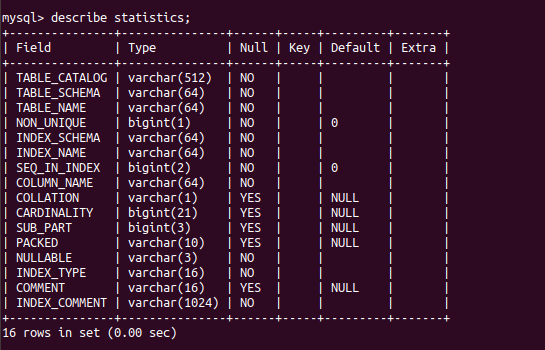 mysql> describe statistics;
+---------------+---------------+------+-----+---------+-------+
| Field         | Type          | Null | Key | Default | Extra |
+---------------+---------------+------+-----+---------+-------+
| TABLE_CATALOG | varchar(512)  | NO   |     |         |       |
| TABLE_SCHEMA  | varchar(64)   | NO   |     |         |       |
| TABLE_NAME    | varchar(64)   | NO   |     |         |       |
| NON_UNIQUE    | bigint(1)     | NO   |     | 0       |       |
| INDEX_SCHEMA  | varchar(64)   | NO   |     |         |       |
| INDEX_NAME    | varchar(64)   | NO   |     |         |       |
| SEQ_IN_INDEX  | bigint(2)     | NO   |     | 0       |       |
| COLUMN_NAME   | varchar(64)   | NO   |     |         |       |
| COLLATION     | varchar(1)    | YES  |     | NULL    |       |
| CARDINALITY   | bigint(21)    | YES  |     | NULL    |       |
| SUB_PART      | bigint(3)     | YES  |     | NULL    |       |
| PACKED        | varchar(10)   | YES  |     | NULL    |       |
| NULLABLE      | varchar(3)    | NO   |     |         |       |
| INDEX_TYPE    | varchar(16)   | NO   |     |         |       |
| COMMENT       | varchar(16)   | YES  |     | NULL    |       |
| INDEX_COMMENT | varchar(1024) | NO   |     |         |       |
+---------------+---------------+------+-----+---------+-------+
16 rows in set (0.00 sec)